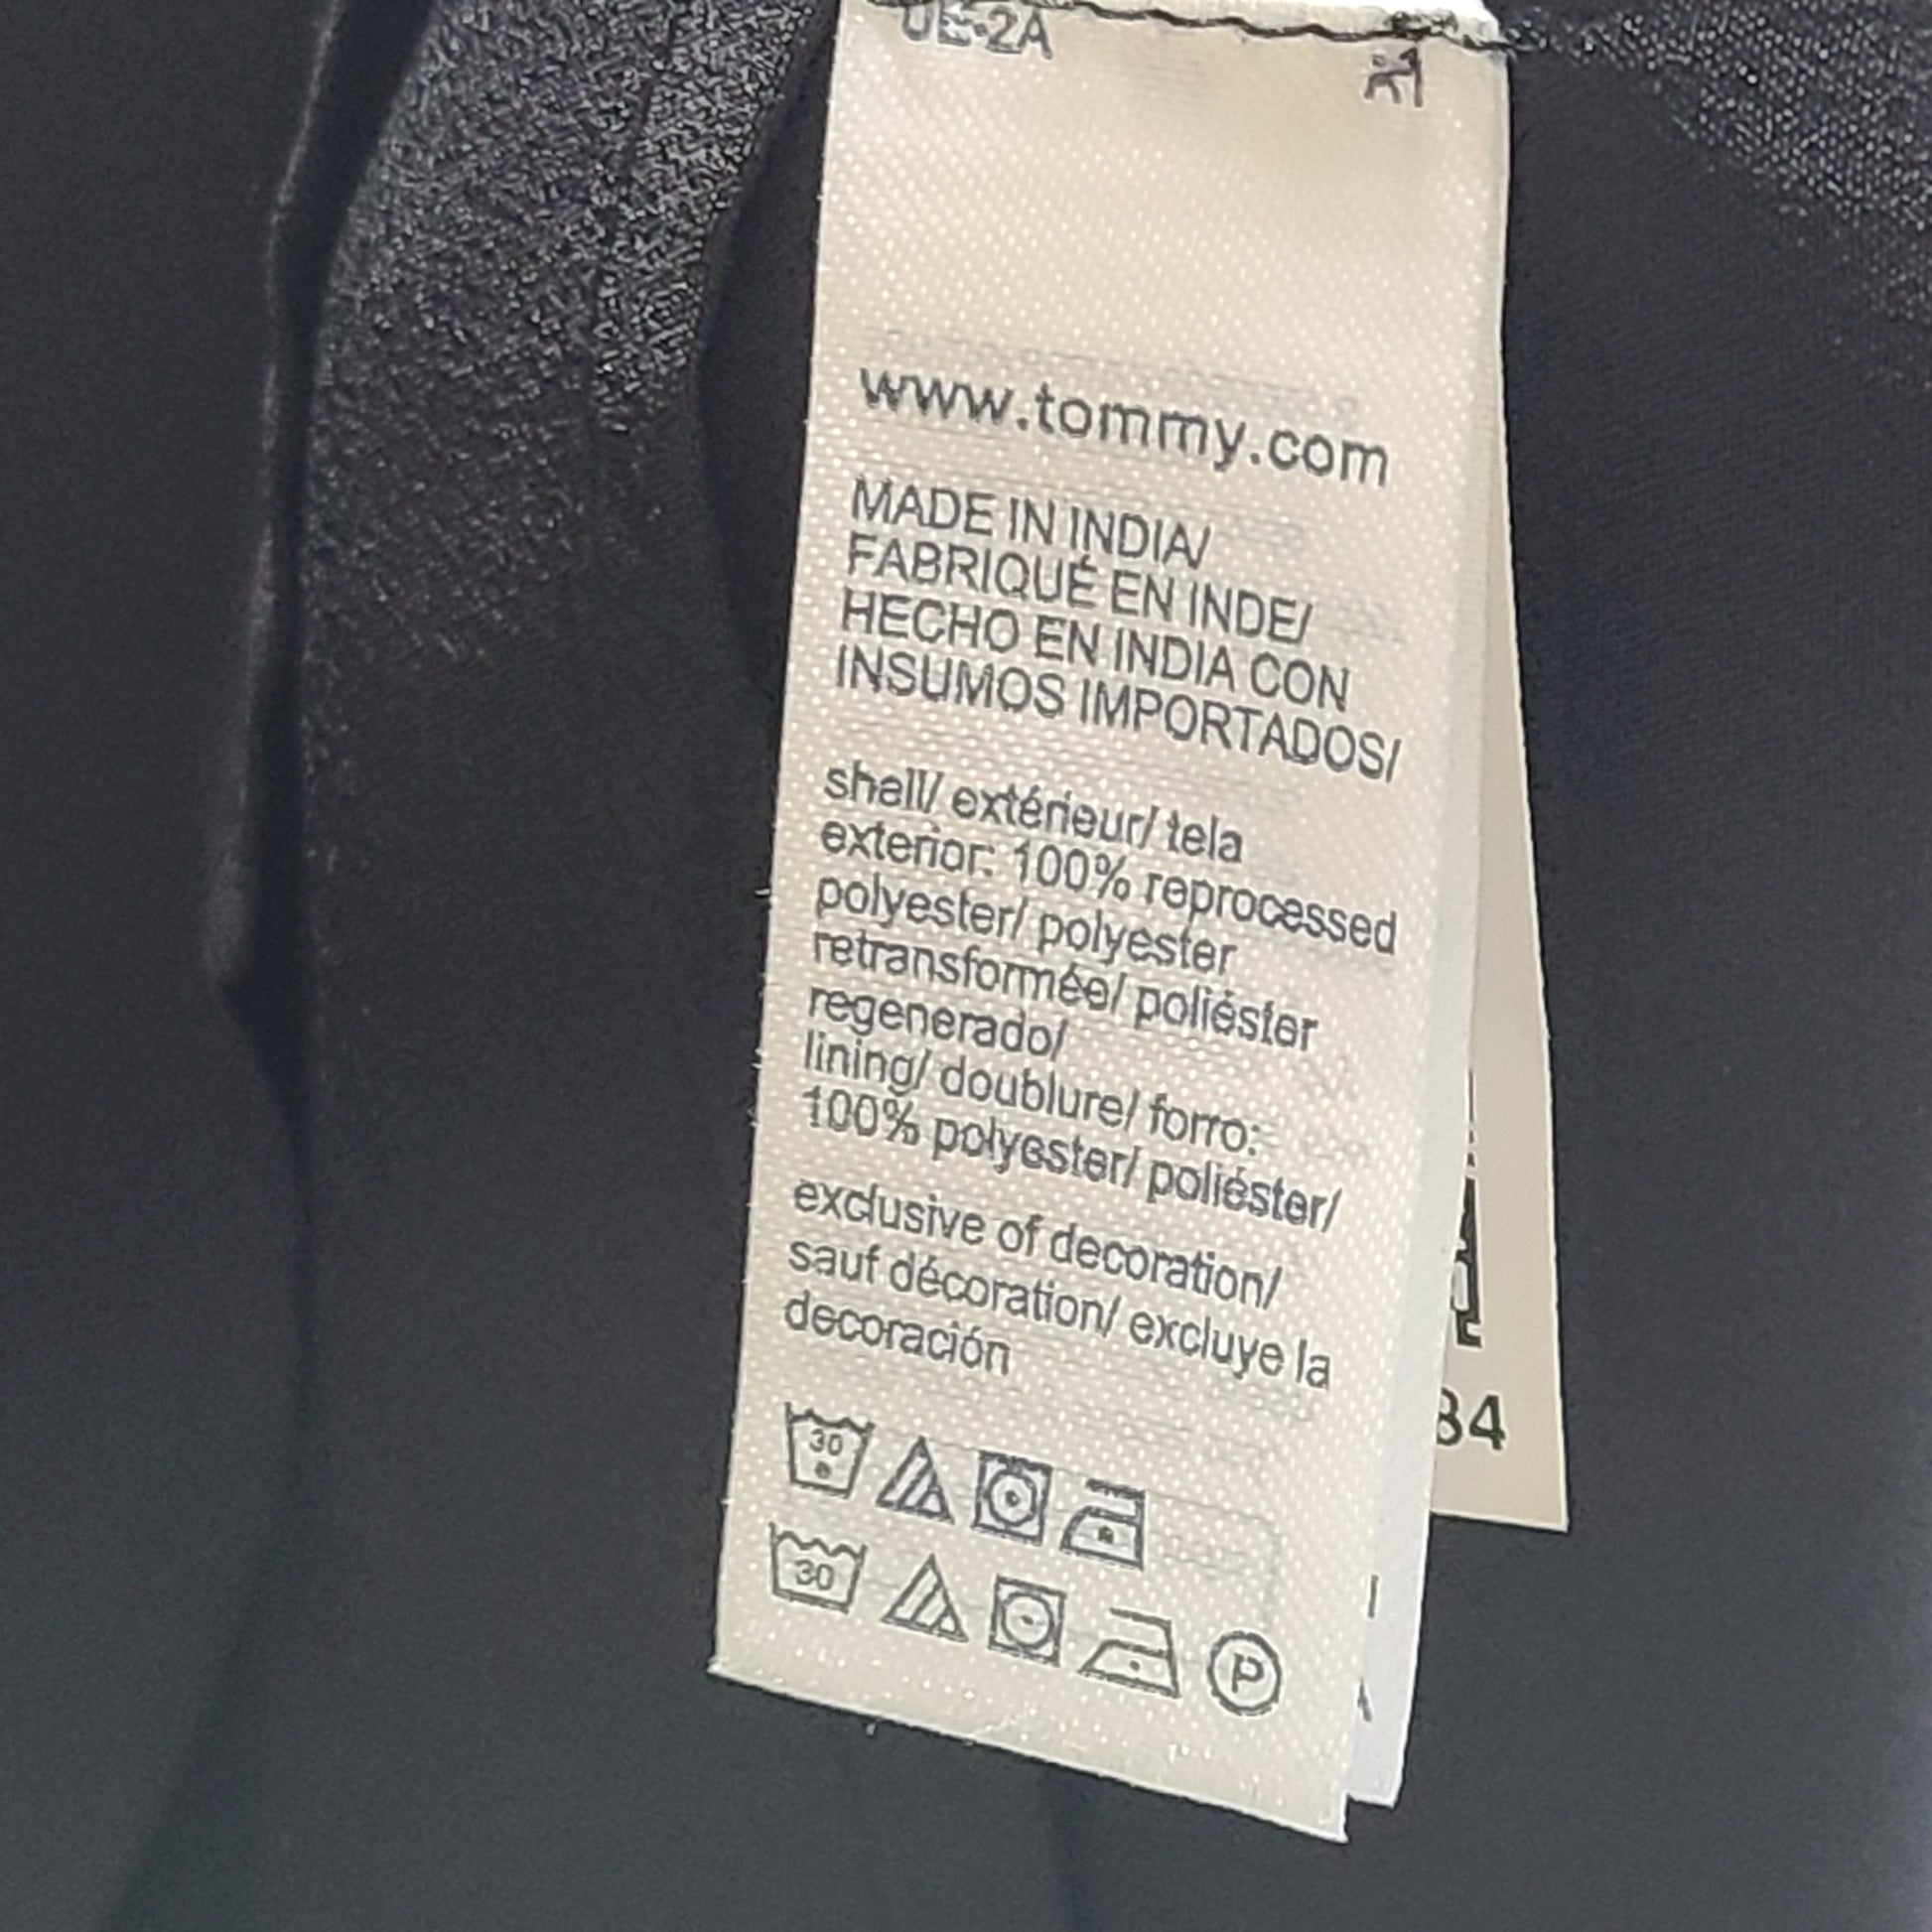 UE-2A
www.tommy.com
MADE IN INDIA/
FABRIQUÉ EN INDE/
HECHO EN INDIA CON
INSUMOS IMPORTADOS/
shell/ extérieur/ tela
exterior: 100% reprocessed
polyester/ polyester
retransformée/ poliéster
regenerado/
lining/ doublure/ forro:
100% polyester/ poliéster/
exclusive of decoration/
sauf décoration/ excluye la
decoración
30
30
P
84